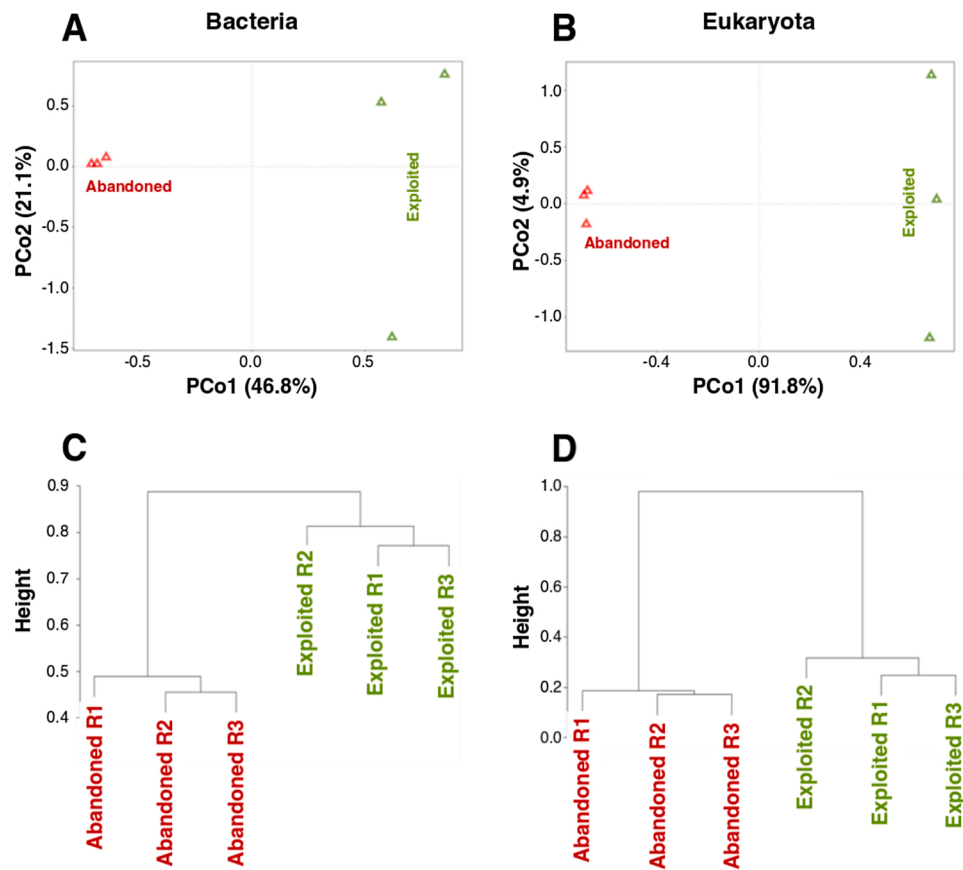 A
Bacteria
B
Eukaryota
PCo2 (21.1%)
0.5
0.0
-0.5
-1.0
-1.5
Abandoned
Exploited
-0.5
0.0
0.5
PCo1 (46.8%)
PCo2 (4.9%)
1.0
0.5
0.0
-0.5
-1.0
Abandoned
Exploited
-0.4
0.0
0.4
PCo1 (91.8%)
C
Height
0.9
0.8
0.7
0.6
0.5
0.4
Abandoned R1
Abandoned R2
Abandoned R3
Exploited R2
Exploited R1
Exploited R3
D
Height
1.0
0.8
0.6
0.4
0.2
0.0
Abandoned R1
Abandoned R2
Abandoned R3
Exploited R2
Exploited R1
Exploited R3